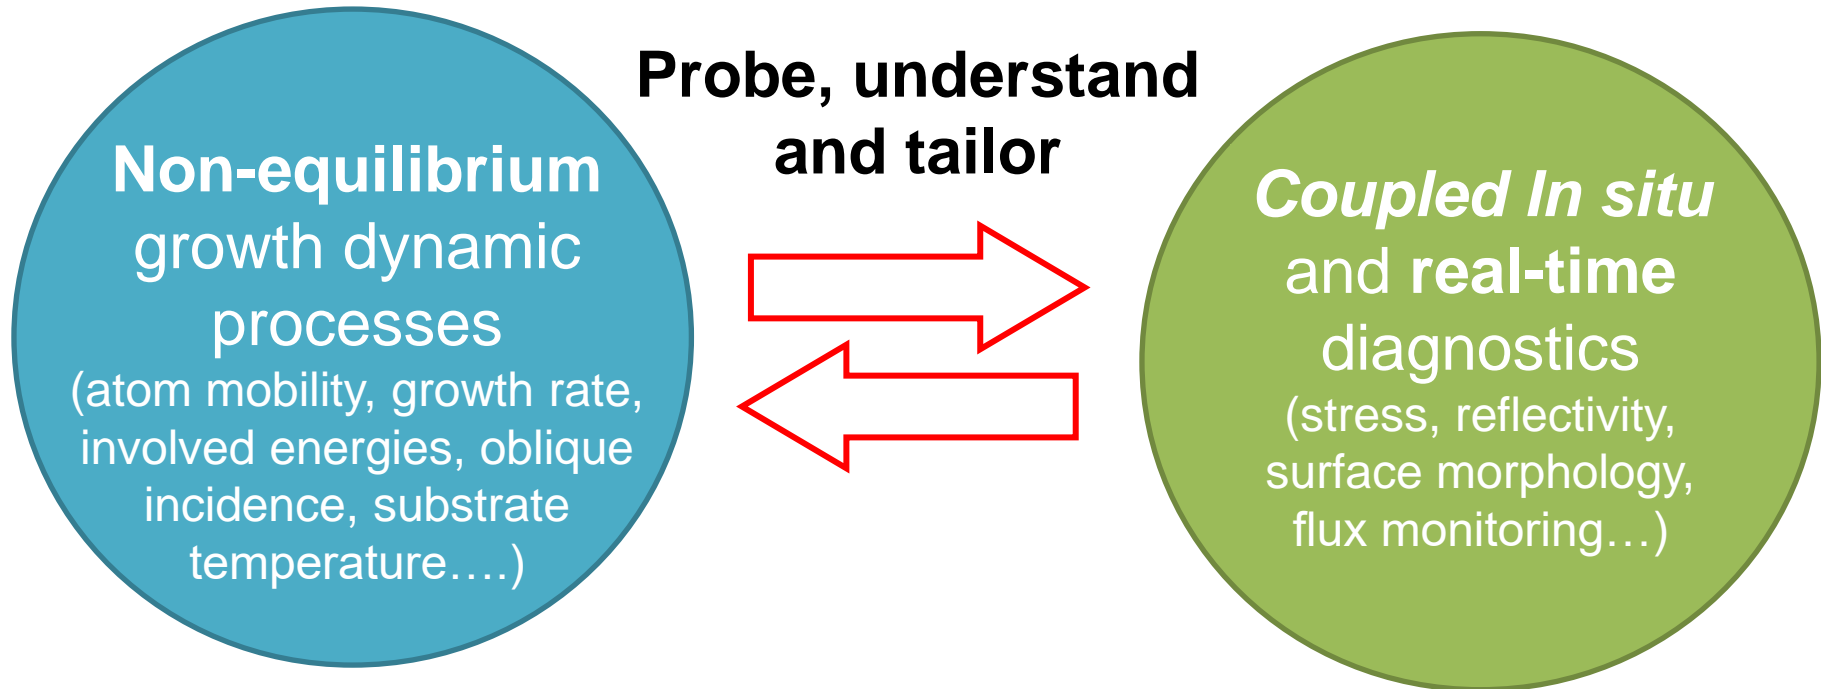 Probe, understand
and tailor
Non-equilibrium
growth dynamic
processes
(atom mobility, growth rate,
involved energies, oblique
incidence, substrate
temperature….)
Coupled In situ
and real-time
diagnostics
(stress, reflectivity,
surface morphology,
flux monitoring…)